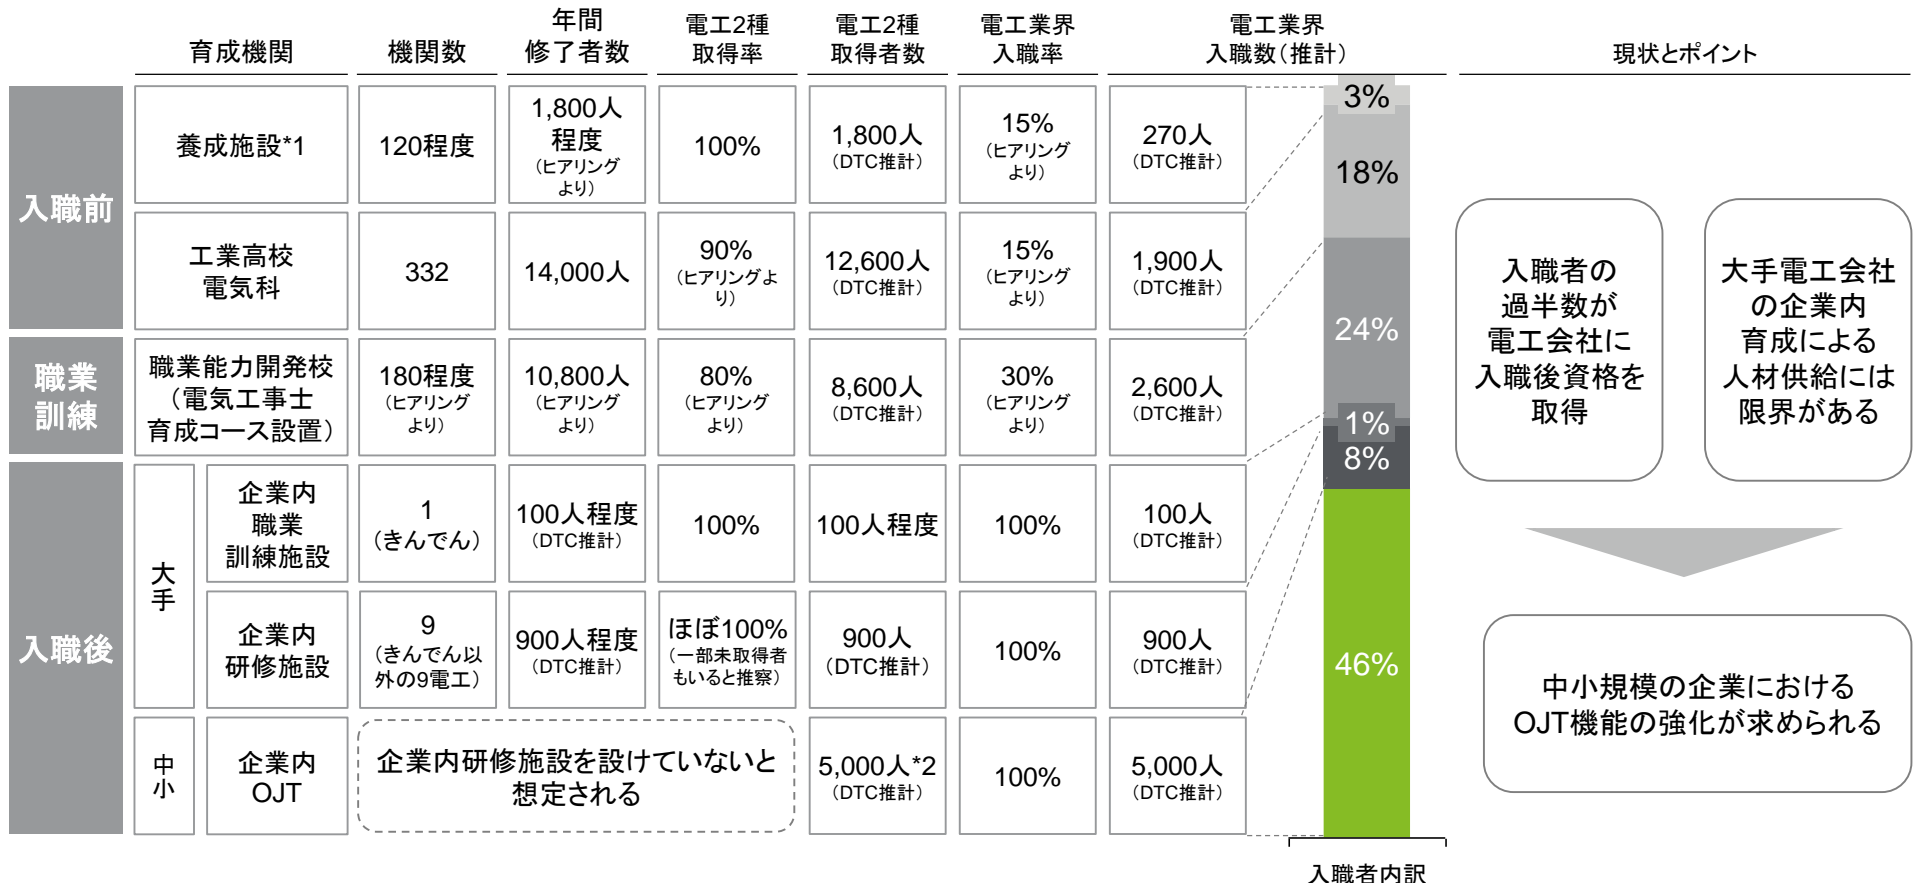 育成機関
機関数
年間
修了者数
電工2種
取得率
電工2種
取得者数
電工業界
入職率
電工業界
入職数（推計）
現状とポイント
入職前
養成施設*1
120程度
1,800人
程度
（ヒアリング
より）
100%
1,800人
（DTC推計）
15%
（ヒアリング
より）
270人
（DTC推計）
工業高校
電気科
332
14,000人
90%
（ヒアリングよ
り）
12,600人
（DTC推計）
15%
（ヒアリング
より）
1,900人
（DTC推計）
職業
訓練
職業能力開発校
（電気工事士
育成コース設置）
180程度
（ヒアリング
より）
10,800人
（ヒアリング
より）
80%
（ヒアリング
より）
8,600人
（DTC推計）
30%
（ヒアリング
より）
2,600人
（DTC推計）
入職後
大
手
企業内
職業
訓練施設
1
（きんでん）
100人程度
（DTC推計）
100%
100人程度
100%
100人
（DTC推計）
企業内
研修施設
9
（きんでん以
外の9電工）
900人程度
（DTC推計）
ほぼ100%
（一部未取得者
もいると推察）
900人
（DTC推計）
100%
900人
（DTC推計）
中
小
企業内
OJT
企業内研修施設を設けていないと
想定される
5,000人*2
（DTC推計）
100%
5,000人
（DTC推計）
3%
18%
24%
1%
8%
46%
入職者内訳
入職者の
過半数が
電工会社に
入職後資格を
取得
大手電工会社
の企業内
育成による
人材供給には
限界がある
中小規模の企業における
OJT機能の強化が求められる